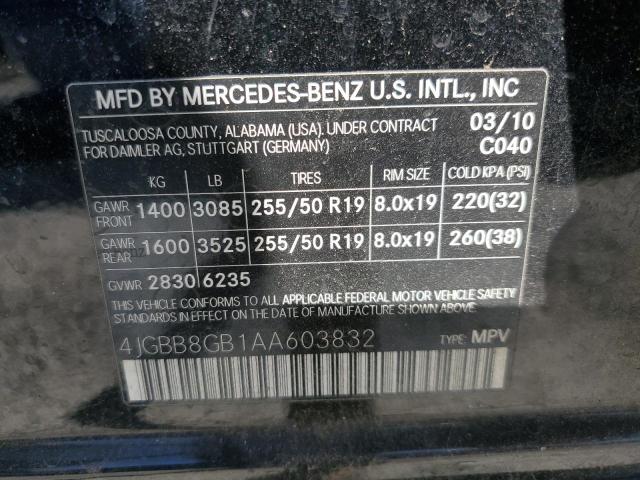 MFD BY MERCEDES-BENZ U.S. INTL., INC
TUSCALOOSA COUNTY, ALABAMA (USA). UNDER CONTRACT 03/10
FOR DAIMLER AG, STUTTGART (GERMANY) C040
KG LB TIRES RIM SIZE COLD KPA (PSI)
GAWR FRONT 1400 3085 255/50 R19 8.0x19 220(32)
GAWR REAR 1600 3525 255/50 R19 8.0x19 260(38)
GVWR 2830 6235
THIS VEHICLE CONFORMS TO ALL APPLICABLE FEDERAL MOTOR VEHICLE SAFETY
STANDARDS IN EFFECT ON THE DATE OF MANUFACTURE SHOWN ABOVE.
4JGBB8GB1AA603832 TYPE: MPV